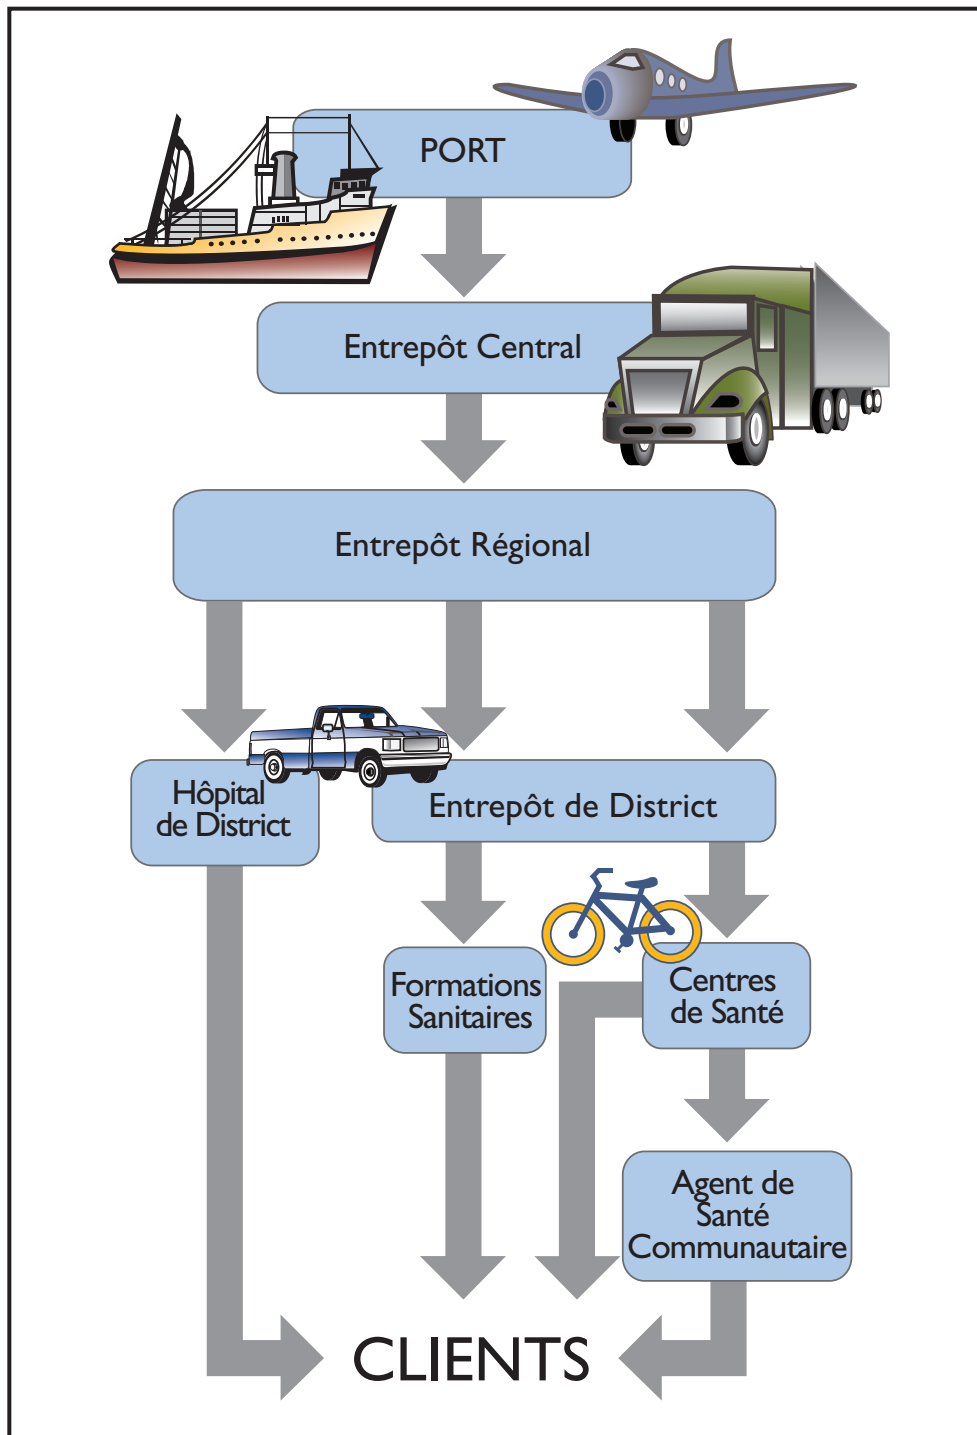 PORT
Entrepôt Central
Entrepôt Régional
Hôpital
de District
Entrepôt de District
Formations
Sanitaires
Centres
de Santé
Agent de
Santé
Communautaire
CLIENTS